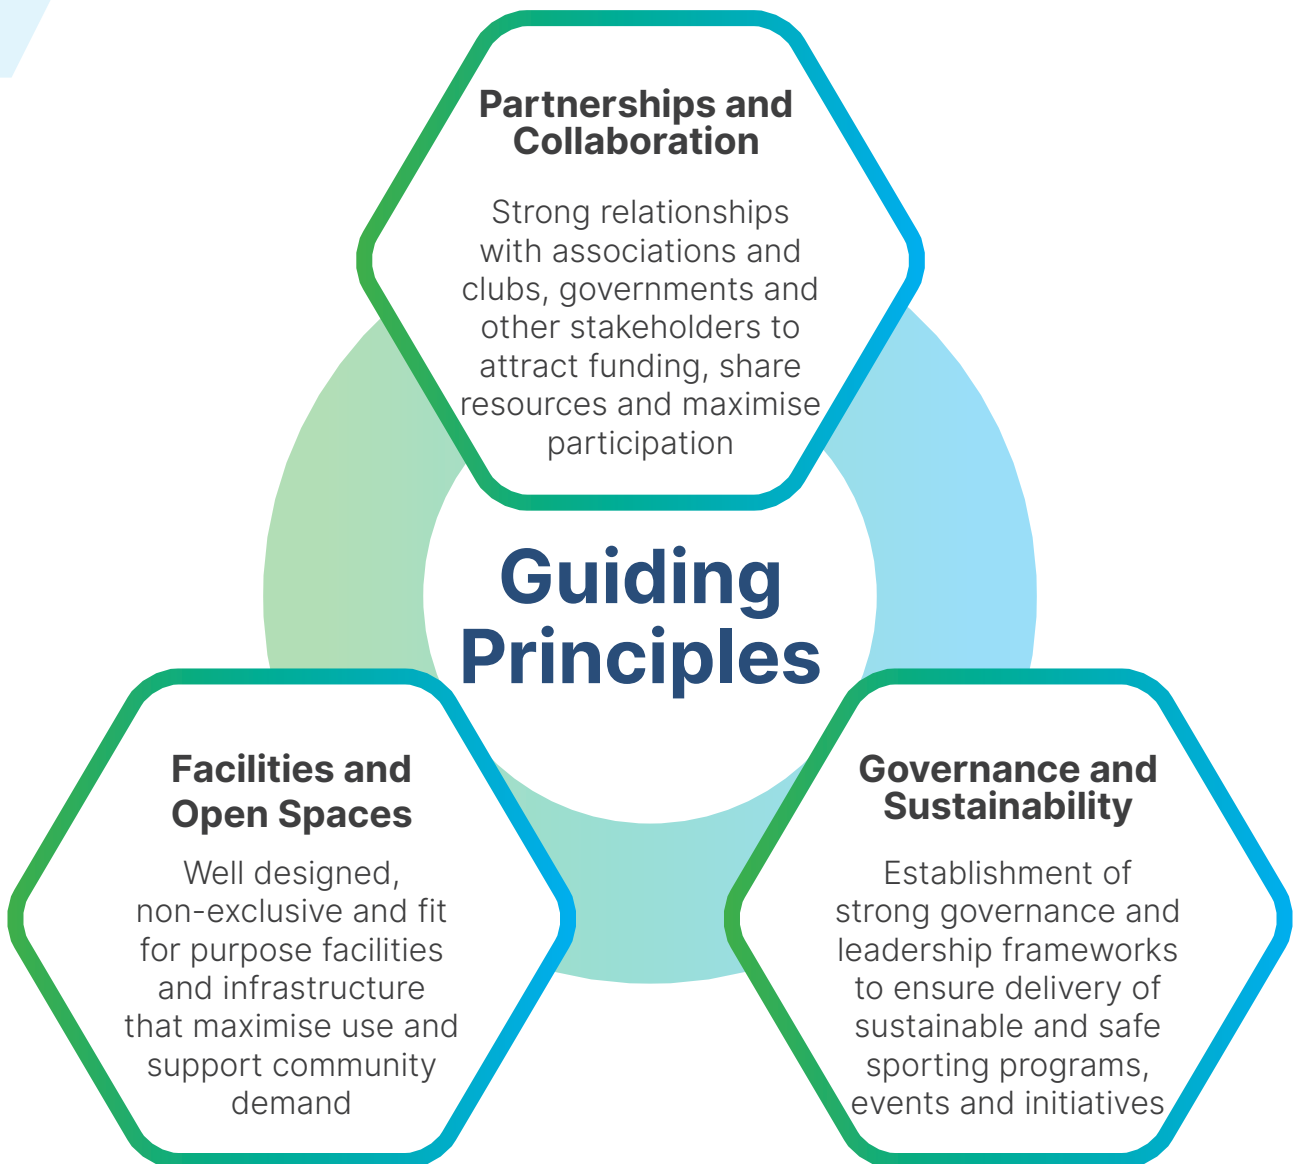 Partnerships and
Collaboration
Strong relationships
with associations and
clubs, governments and
other stakeholders to
attract funding, share
resources and maximise
participation
Guiding
Principles
Facilities and
Open Spaces
Well designed,
non-exclusive and fit
for purpose facilities
and infrastructure
that maximise use and
support community
demand
Governance and
Sustainability
Establishment of
strong governance and
leadership frameworks
to ensure delivery of
sustainable and safe
sporting programs,
events and initiatives